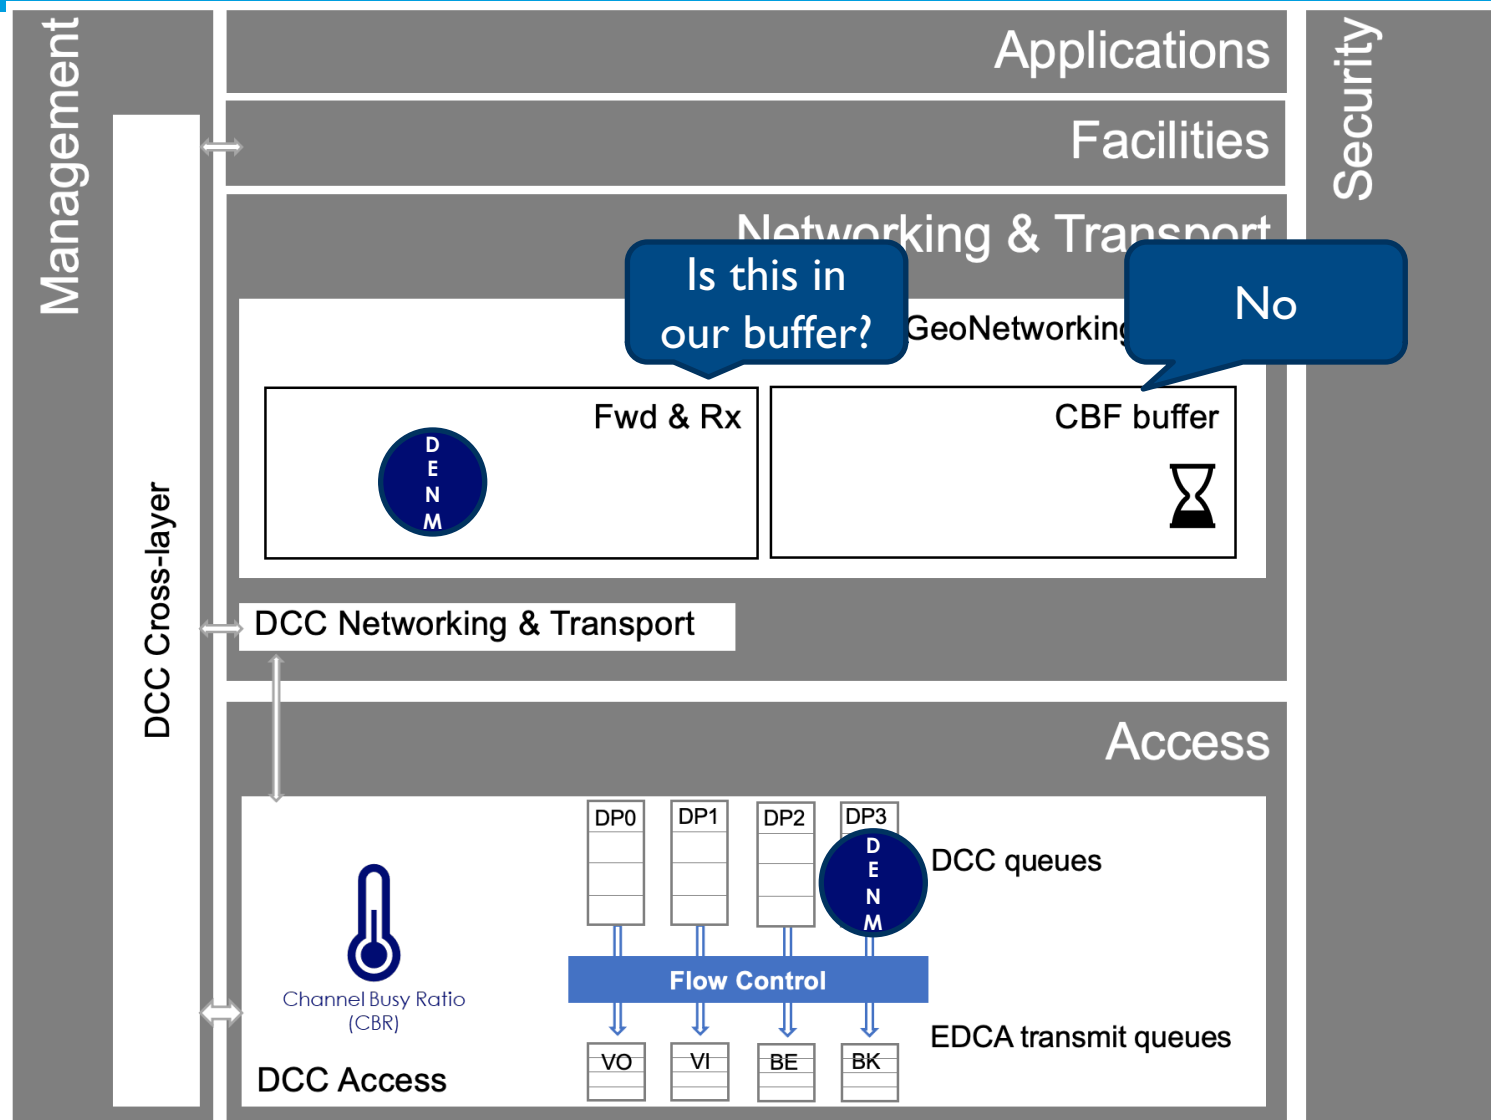 Management
Applications
Security
Facilities
Networking & Transport
Is this in
our buffer?
No
GeoNetworking
Fwd & Rx
CBF buffer
D
E
N
M
DCC Cross-layer
DCC Networking & Transport
Access
DP0
DP1
DP2
DP3
D
E
N
M
DCC queues
Flow Control
Channel Busy Ratio
(CBR)
EDCA transmit queues
VO
VI
BE
BK
DCC Access